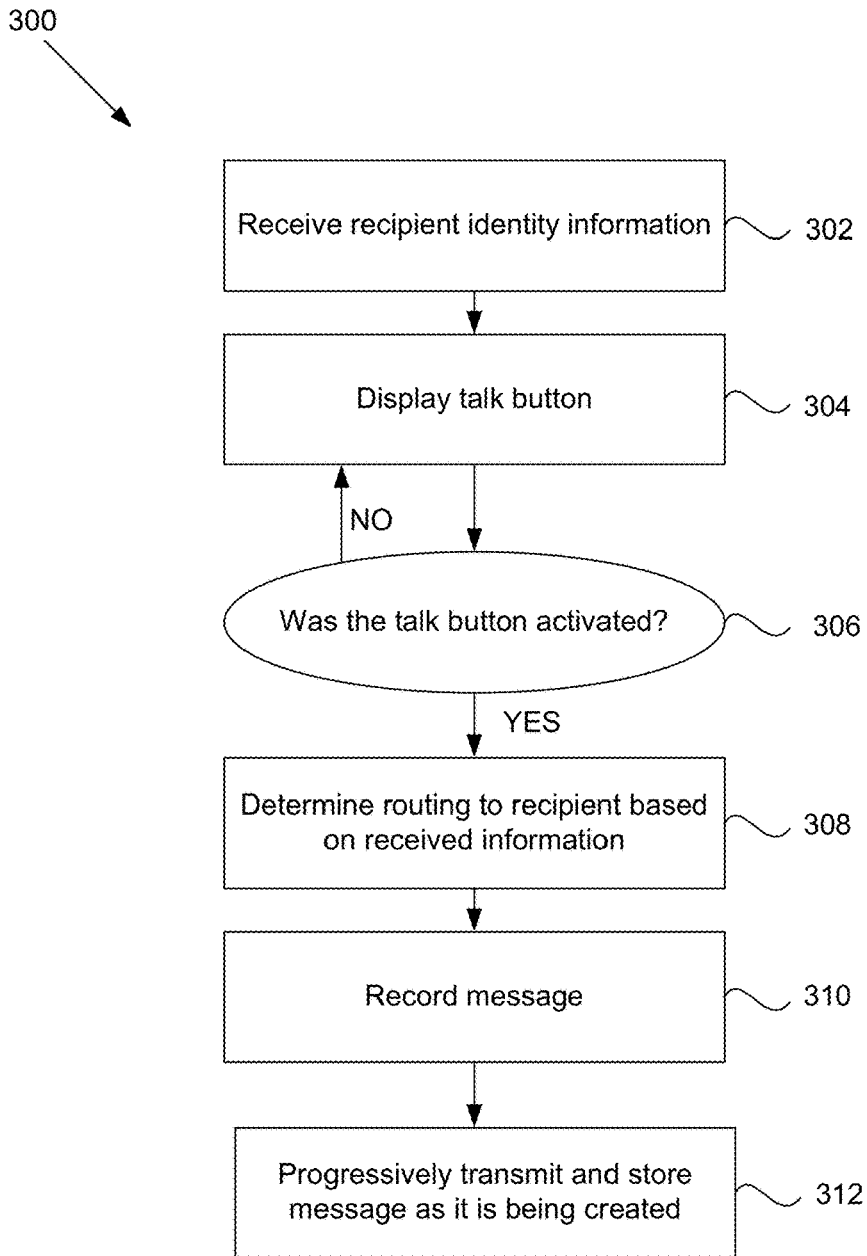 300
Receive recipient identity information
302
Display talk button
304
NO
Was the talk button activated?
306
YES
Determine routing to recipient based
on received information
308
Record message
310
Progressively transmit and store
message as it is being created
312